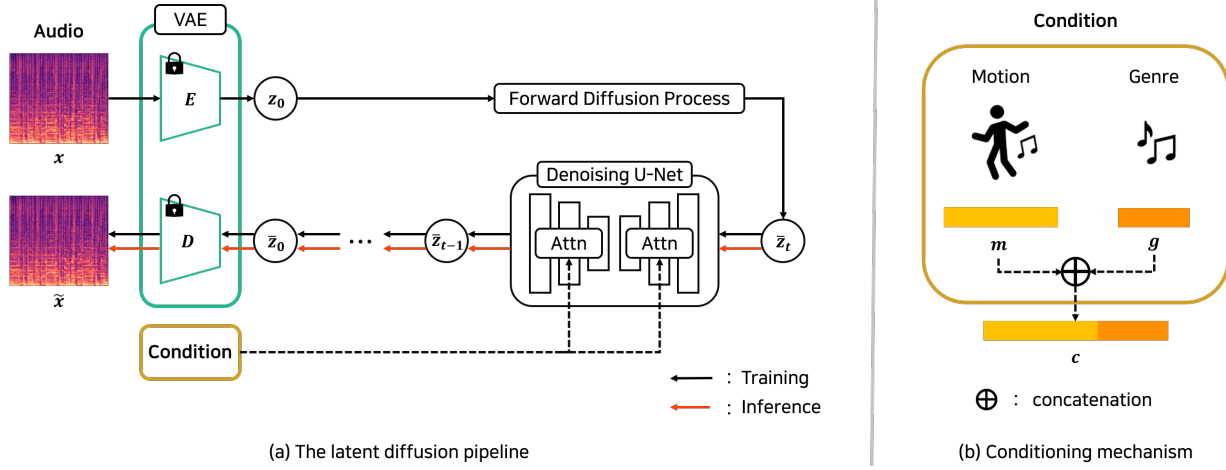 VAE
Audio
E
z₀
Forward Diffusion Process
x
Denoising U-Net
D
z̄₀
...
z̄ₜ₋₁
Attn
Attn
z̄ₜ
x̃
Condition
: Training
: Inference
(a) The latent diffusion pipeline
Condition
Motion
Genre
m
g
c
: concatenation
(b) Conditioning mechanism